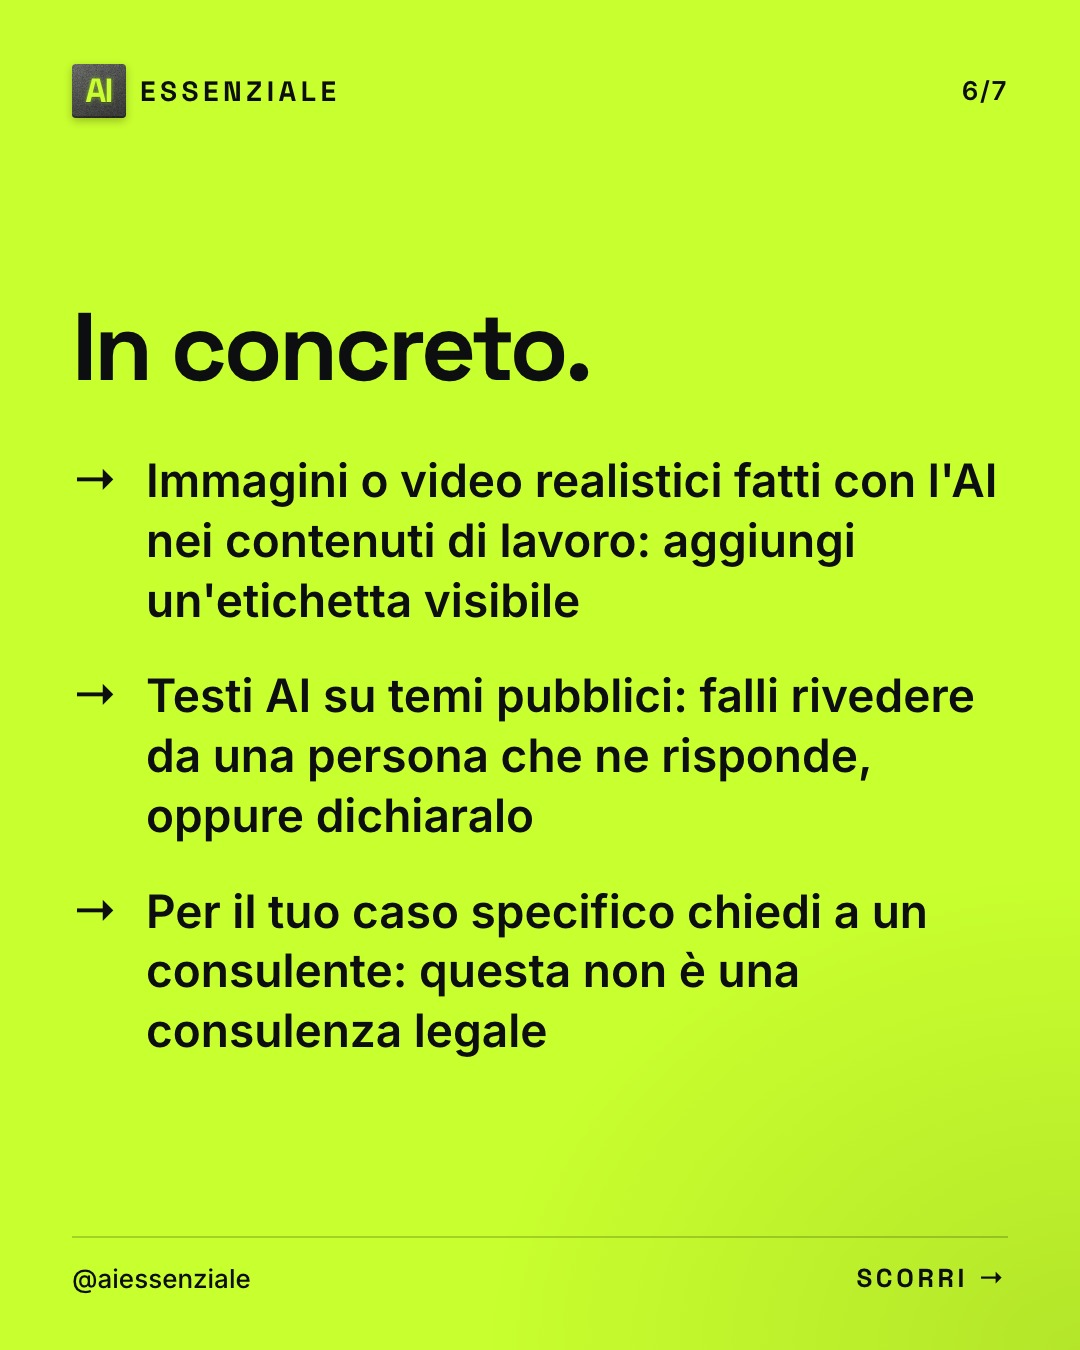 AI ESSENZIALE
6/7
In concreto.
→ Immagini o video realistici fatti con l'AI
nei contenuti di lavoro: aggiungi
un'etichetta visibile
→ Testi AI su temi pubblici: falli rivedere
da una persona che ne risponde,
oppure dichiaralo
→ Per il tuo caso specifico chiedi a un
consulente: questa non è una
consulenza legale
@aiessenziale
SCORRI →